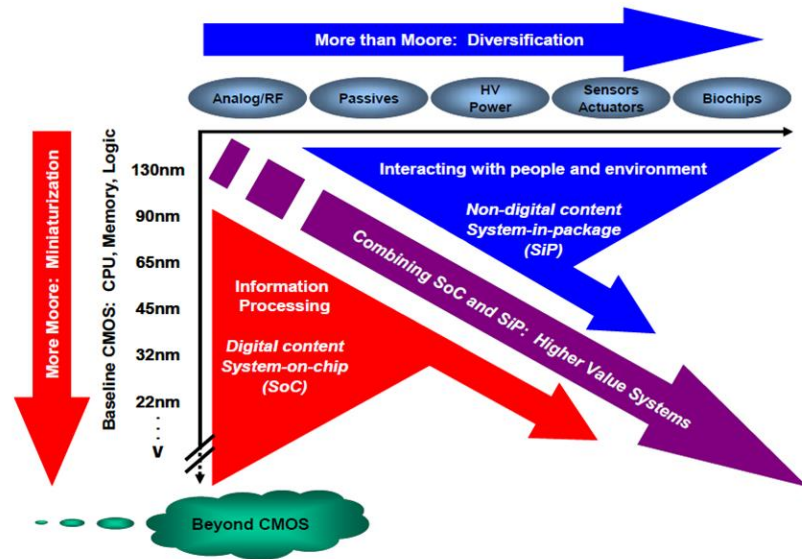 More than Moore: Diversification
Analog/RF
Passives
HV
Power
Sensors
Actuators
Biochips
More Moore: Miniaturization
Baseline CMOS: CPU, Memory, Logic
130nm
90nm
65nm
45nm
32nm
22nm
V
Interacting with people and environment
Non-digital content
System-in-package
(SiP)
Combining SoC and SiP: Higher Value Systems
Information
Processing
Digital content
System-on-chip
(SoC)
Beyond CMOS